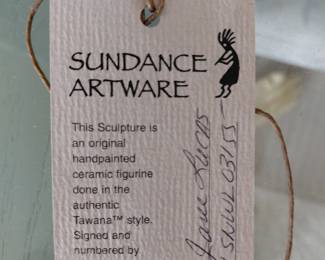 SUNDANCE
ARTWARE
This Sculpture is
an original
handpainted
ceramic figurine
done in the
authentic
Tawana™ style.
Signed and
numbered by